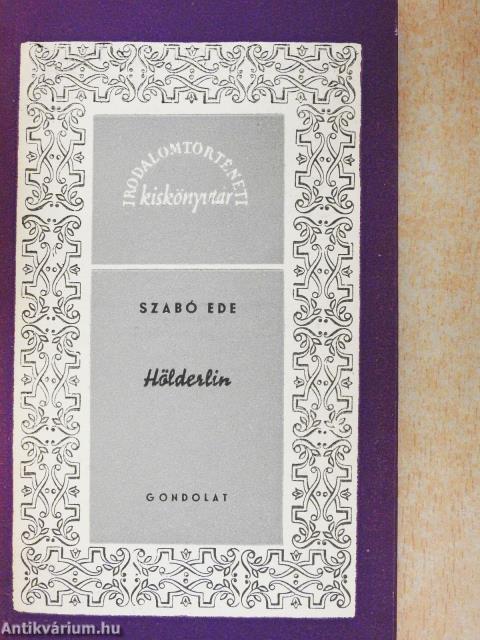 IRODALOMTÖRTÉNETI
kiskönyvtár
SZABÓ EDE
Hölderlin
GONDOLAT
Antikvárium.hu